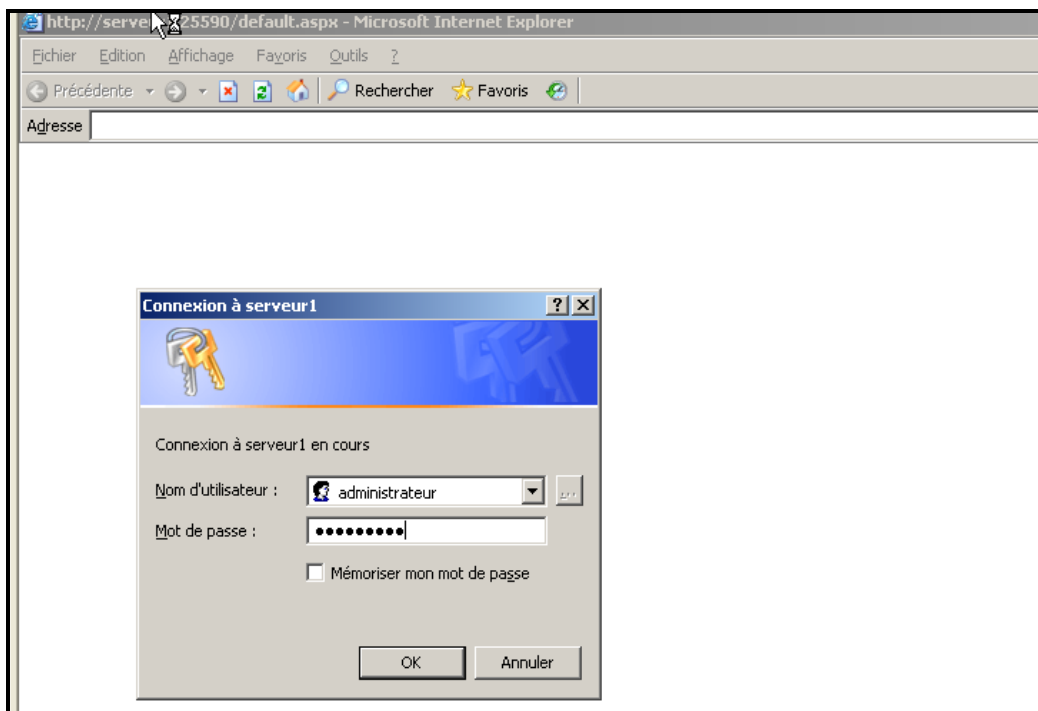 http://serve 25590/default.aspx - Microsoft Internet Explorer
Fichier Edition Affichage Favoris Outils ?
Précédente Rechercher Favoris
Adresse
Connexion à serveur1
Connexion à serveur1 en cours
Nom d'utilisateur : administrateur ...
Mot de passe : •••••••••
Mémoriser mon mot de passe
OK Annuler